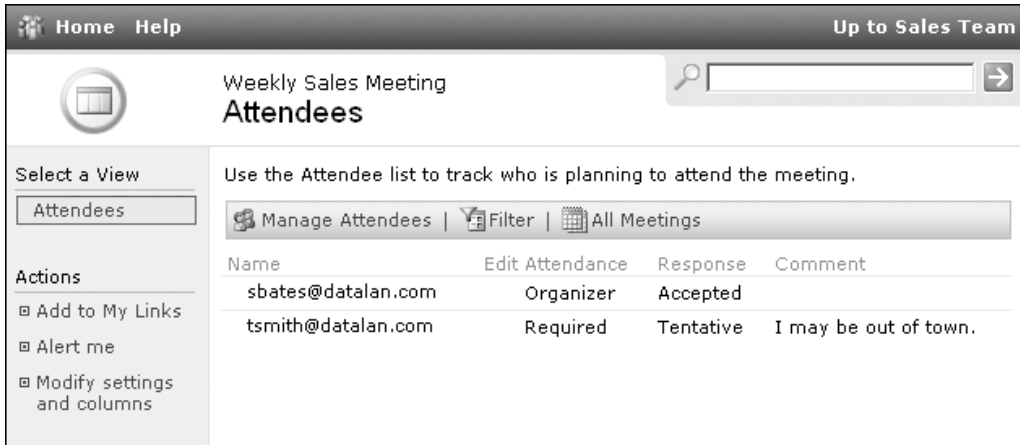 Home Help Up to Sales Team
Weekly Sales Meeting
Attendees
Select a View
Attendees
Actions
Add to My Links
Alert me
Modify settings
and columns
Use the Attendee list to track who is planning to attend the meeting.
Manage Attendees | Filter | All Meetings
Name Edit Attendance Response Comment
sbates@datalan.com Organizer Accepted
tsmith@datalan.com Required Tentative I may be out of town.